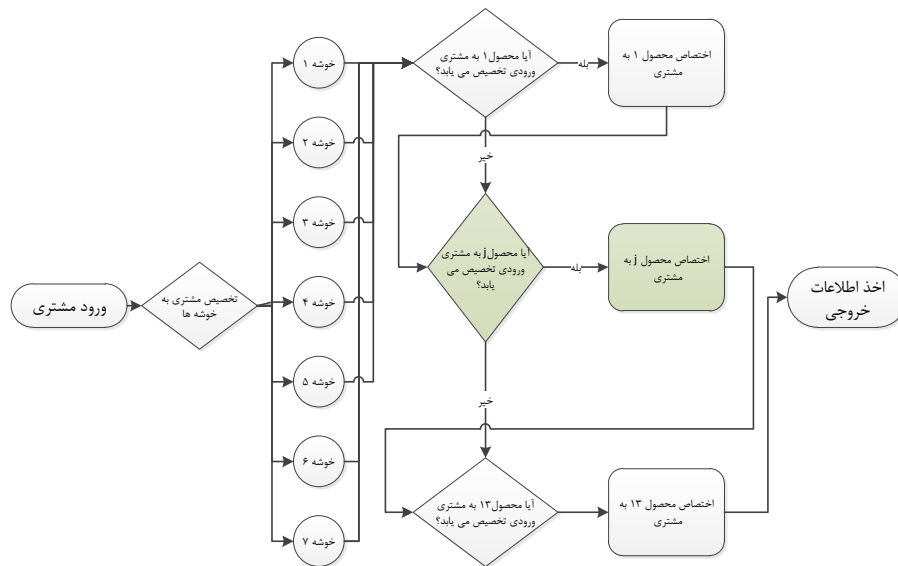 ورود مشتری
تخصیص مشتری به
خوشه ها
خوشه ۱
خوشه ۲
خوشه ۳
خوشه ۴
خوشه ۵
خوشه ۶
خوشه ۷
آیا محصول۱ به مشتری
ورودی تخصیص می یابد؟
بله
اختصاص محصول ۱ به
مشتری
خیر
آیا محصولj به مشتری
ورودی تخصیص می
یابد؟
بله
اختصاص محصول j به
مشتری
خیر
آیا محصول۱۳ به مشتری
ورودی تخصیص می یابد؟
اختصاص محصول ۱۳ به
مشتری
اخذ اطلاعات
خروجی